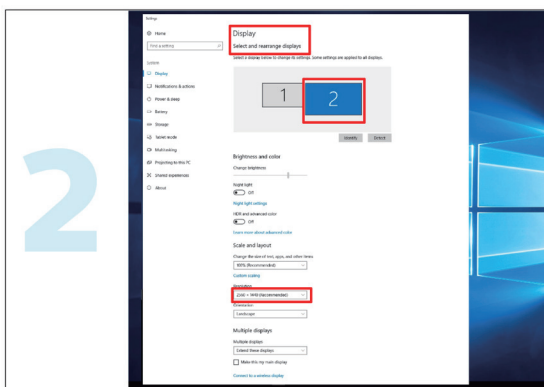 Settings
Home
Find a setting
System
Display
Notifications & actions
Power & sleep
Battery
Storage
Tablet mode
Multitasking
Projecting to this PC
Shared experiences
About
Display
Select and rearrange displays
Select a display below to change its settings. Some settings are applied to all displays.
1
2
Identify
Detect
Brightness and color
Change brightness
Night light
Off
Night light settings
HDR and advanced color
Off
Learn more about advanced color
Scale and layout
Change the size of text, apps, and other items
100% (Recommended)
Custom scaling
Resolution
(Recommended)
Orientation
Landscape
Multiple displays
Multiple displays
Extend these displays
Make this my main display
Connect to a wireless display
2